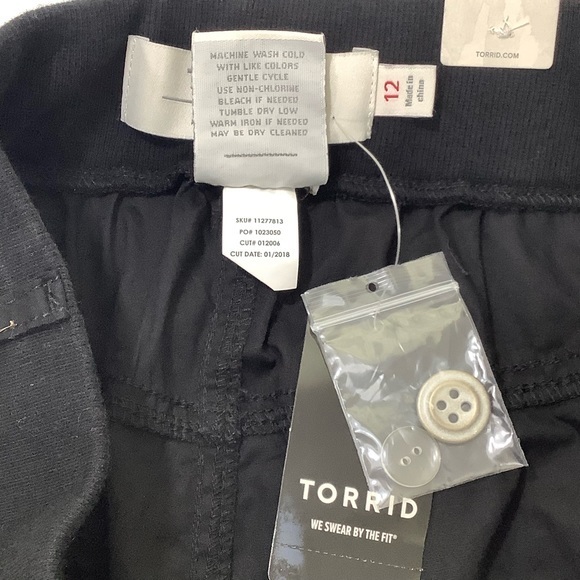 TORRID.COM
MACHINE WASH COLD
WITH LIKE COLORS
GENTLE CYCLE
USE NON-CHLORINE
BLEACH IF NEEDED
TUMBLE DRY LOW
WARM IRON IF NEEDED
MAY BE DRY CLEANED
12
Made in
china
SKU# 11277813
PO# 1023050
CUT# 012006
CUT DATE: 01/2018
TORRID
WE SWEAR BY THE FIT®